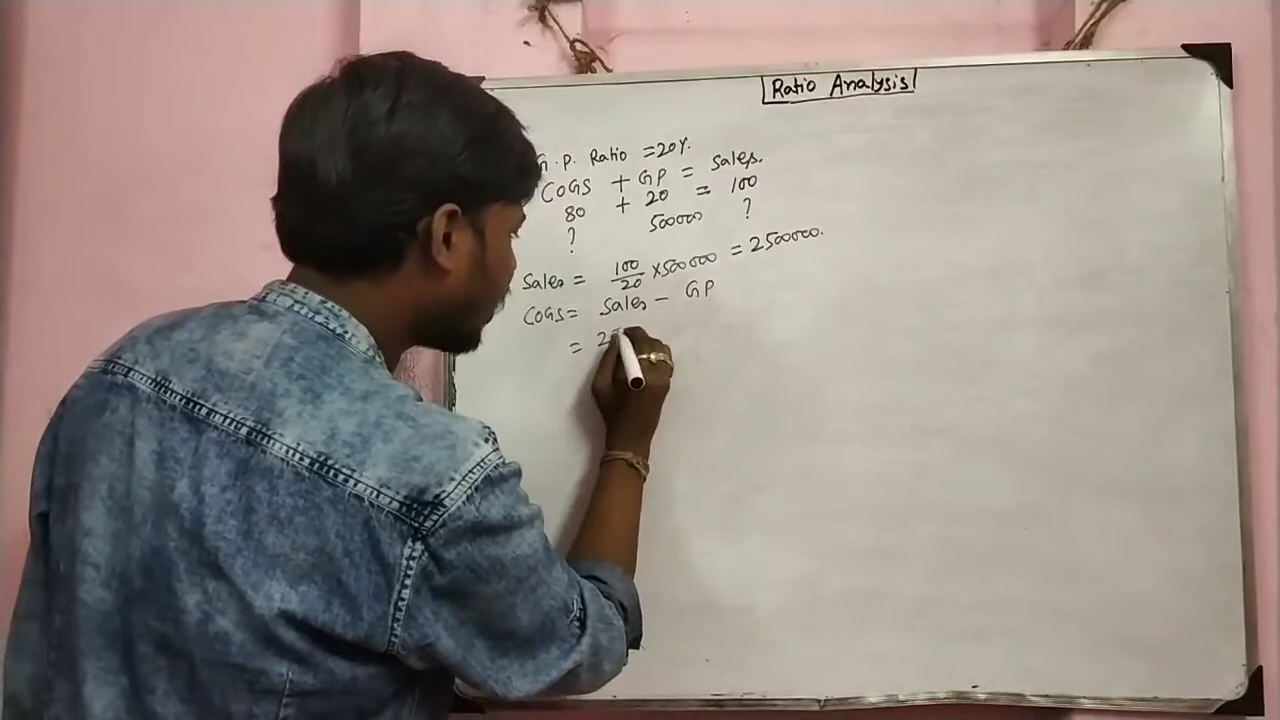 Ratio Analysis
G.P. Ratio = 20%.
COGS + GP = Sales.
80 + 20 = 100
? 500000 ?
Sales = 100/20 × 500000 = 2500000.
COGS = Sales - GP
= 2